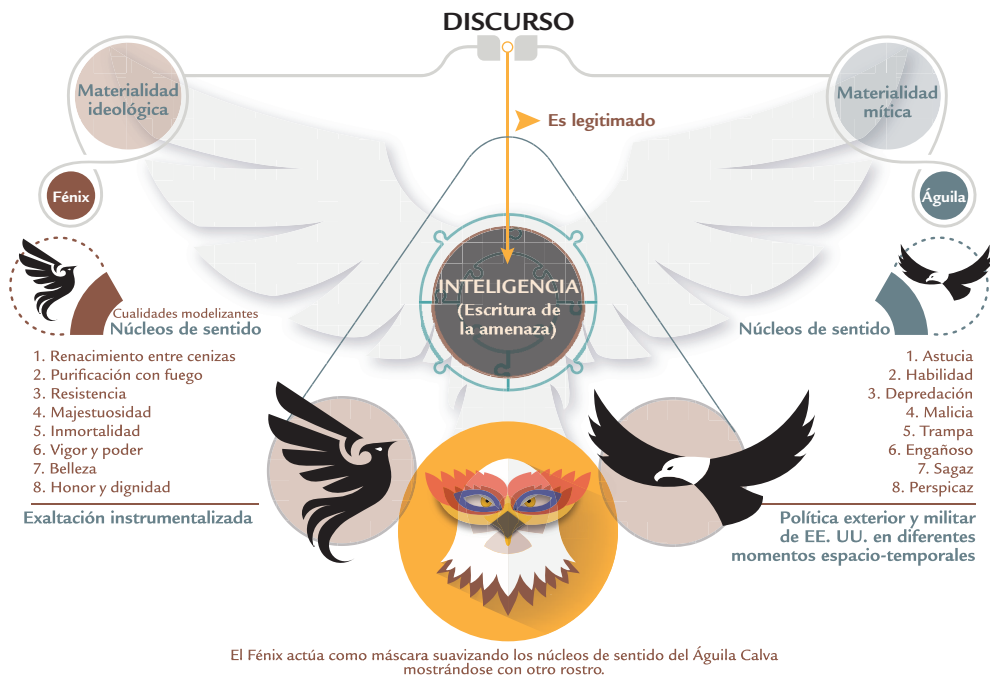 DISCURSO
Materialidad
ideológica
Materialidad
mítica
Es legitimado
Fénix
Águila
INTELIGENCIA
(Escritura de
la amenaza)
Cualidades modelizantes
Núcleos de sentido
1. Renacimiento entre cenizas
2. Purificación con fuego
3. Resistencia
4. Majestuosidad
5. Inmortalidad
6. Vigor y poder
7. Belleza
8. Honor y dignidad
Exaltación instrumentalizada
Núcleos de sentido
1. Astucia
2. Habilidad
3. Depredación
4. Malicia
5. Trampa
6. Engañoso
7. Sagaz
8. Perspicaz
Política exterior y militar
de EE. UU. en diferentes
momentos espacio-temporales
El Fénix actúa como máscara suavizando los núcleos de sentido del Águila Calva
mostrándose con otro rostro.